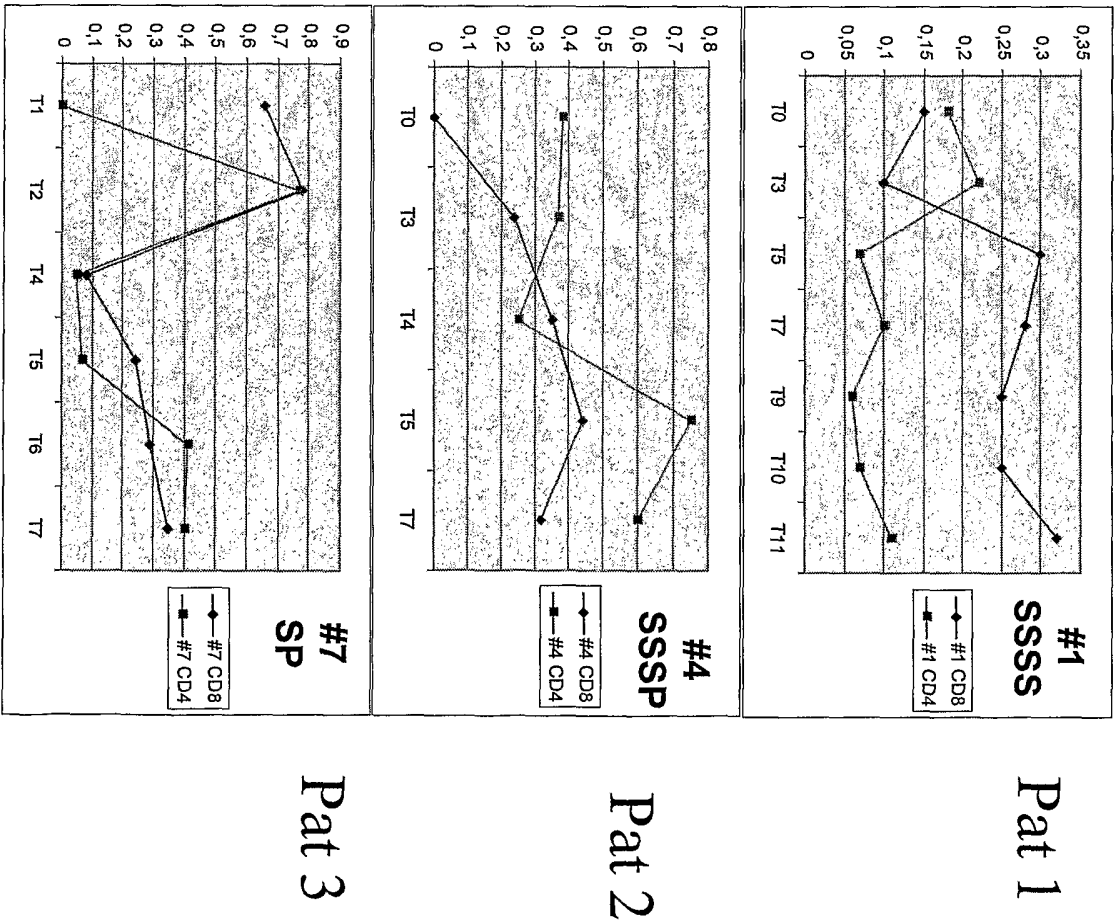 #1
SSSS
0,35
0,3
0,25
0,2
0,15
0,1
0,05
0
T0 T3 T5 T7 T9 T10 T11
#1 CD8
#1 CD4
Pat 1
#4
SSSP
0,8
0,7
0,6
0,5
0,4
0,3
0,2
0,1
0
T0 T3 T4 T5 T7
#4 CD8
#4 CD4
Pat 2
#7
SP
0,9
0,8
0,7
0,6
0,5
0,4
0,3
0,2
0,1
0
T1 T2 T4 T5 T6 T7
#7 CD8
#7 CD4
Pat 3